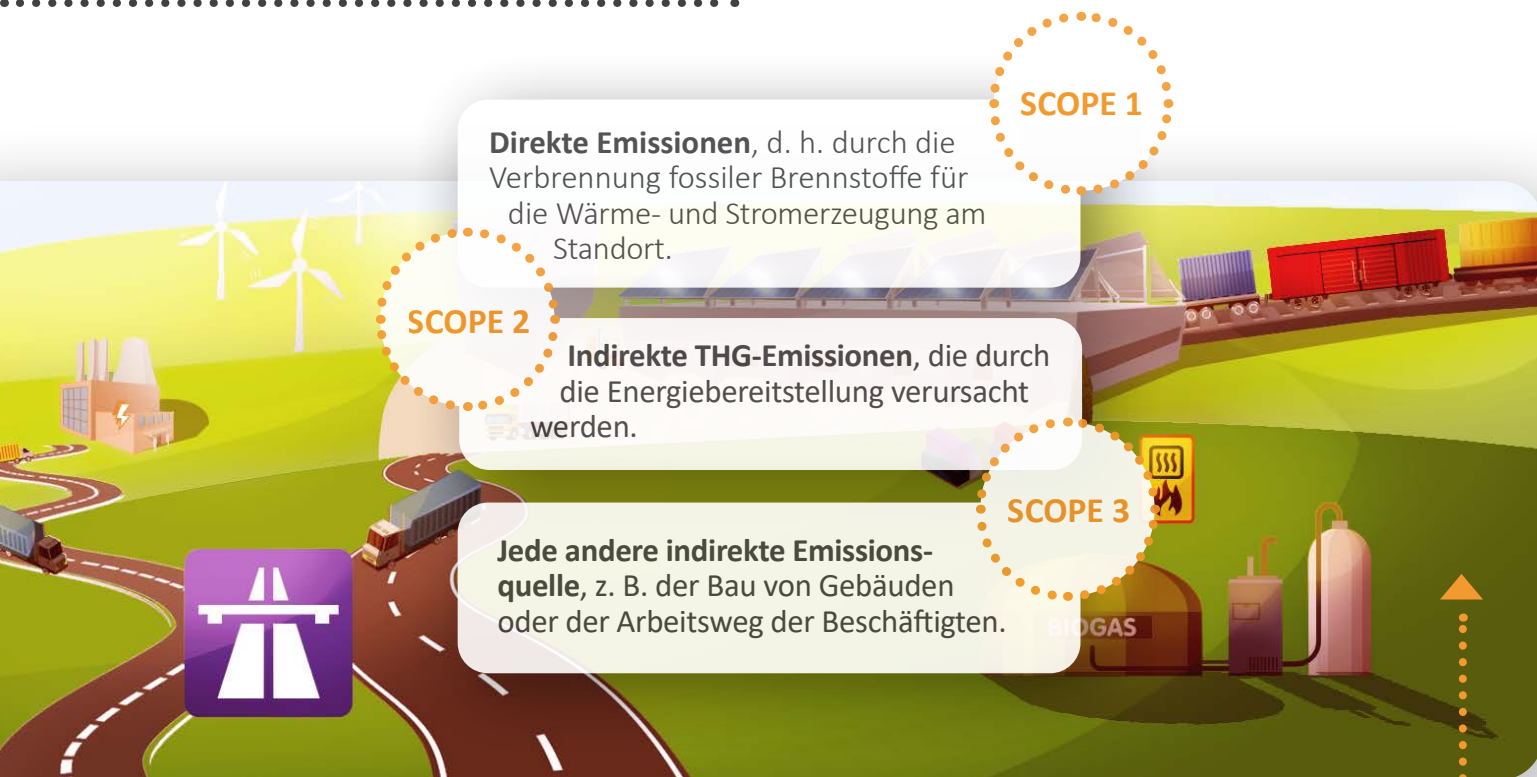 SCOPE 1
Direkte Emissionen, d. h. durch die
Verbrennung fossiler Brennstoffe für
die Wärme- und Stromerzeugung am
Standort.
SCOPE 2
Indirekte THG-Emissionen, die durch
die Energiebereitstellung verursacht
werden.
SCOPE 3
Jede andere indirekte Emissions-
quelle, z. B. der Bau von Gebäuden
oder der Arbeitsweg der Beschäftigten.
BIOGAS